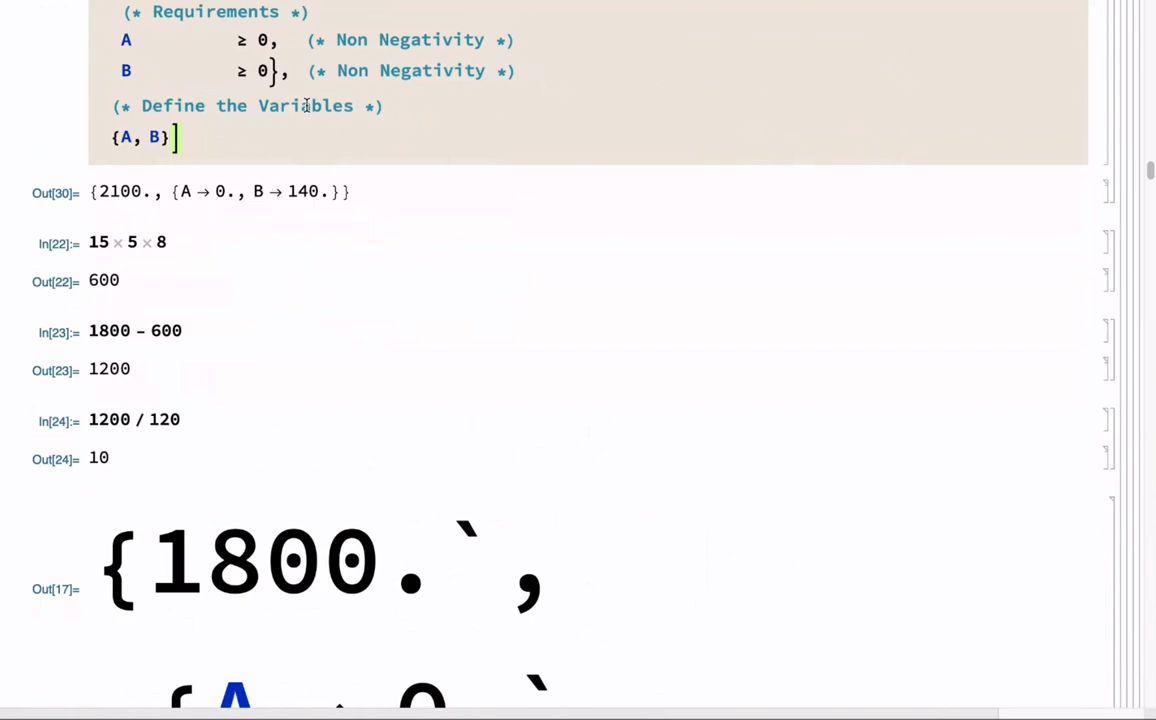 (* Requirements *)
A ≥ 0, (* Non Negativity *)
B ≥ 0}, (* Non Negativity *)
(* Define the Variables *)
{A, B}]
Out[30]= {2100., {A → 0., B → 140.}}
In[22]:= 15 × 5 × 8
Out[22]= 600
In[23]:= 1800 – 600
Out[23]= 1200
In[24]:= 1200 / 120
Out[24]= 10
Out[17]= {1800.`,
{A → 0.`